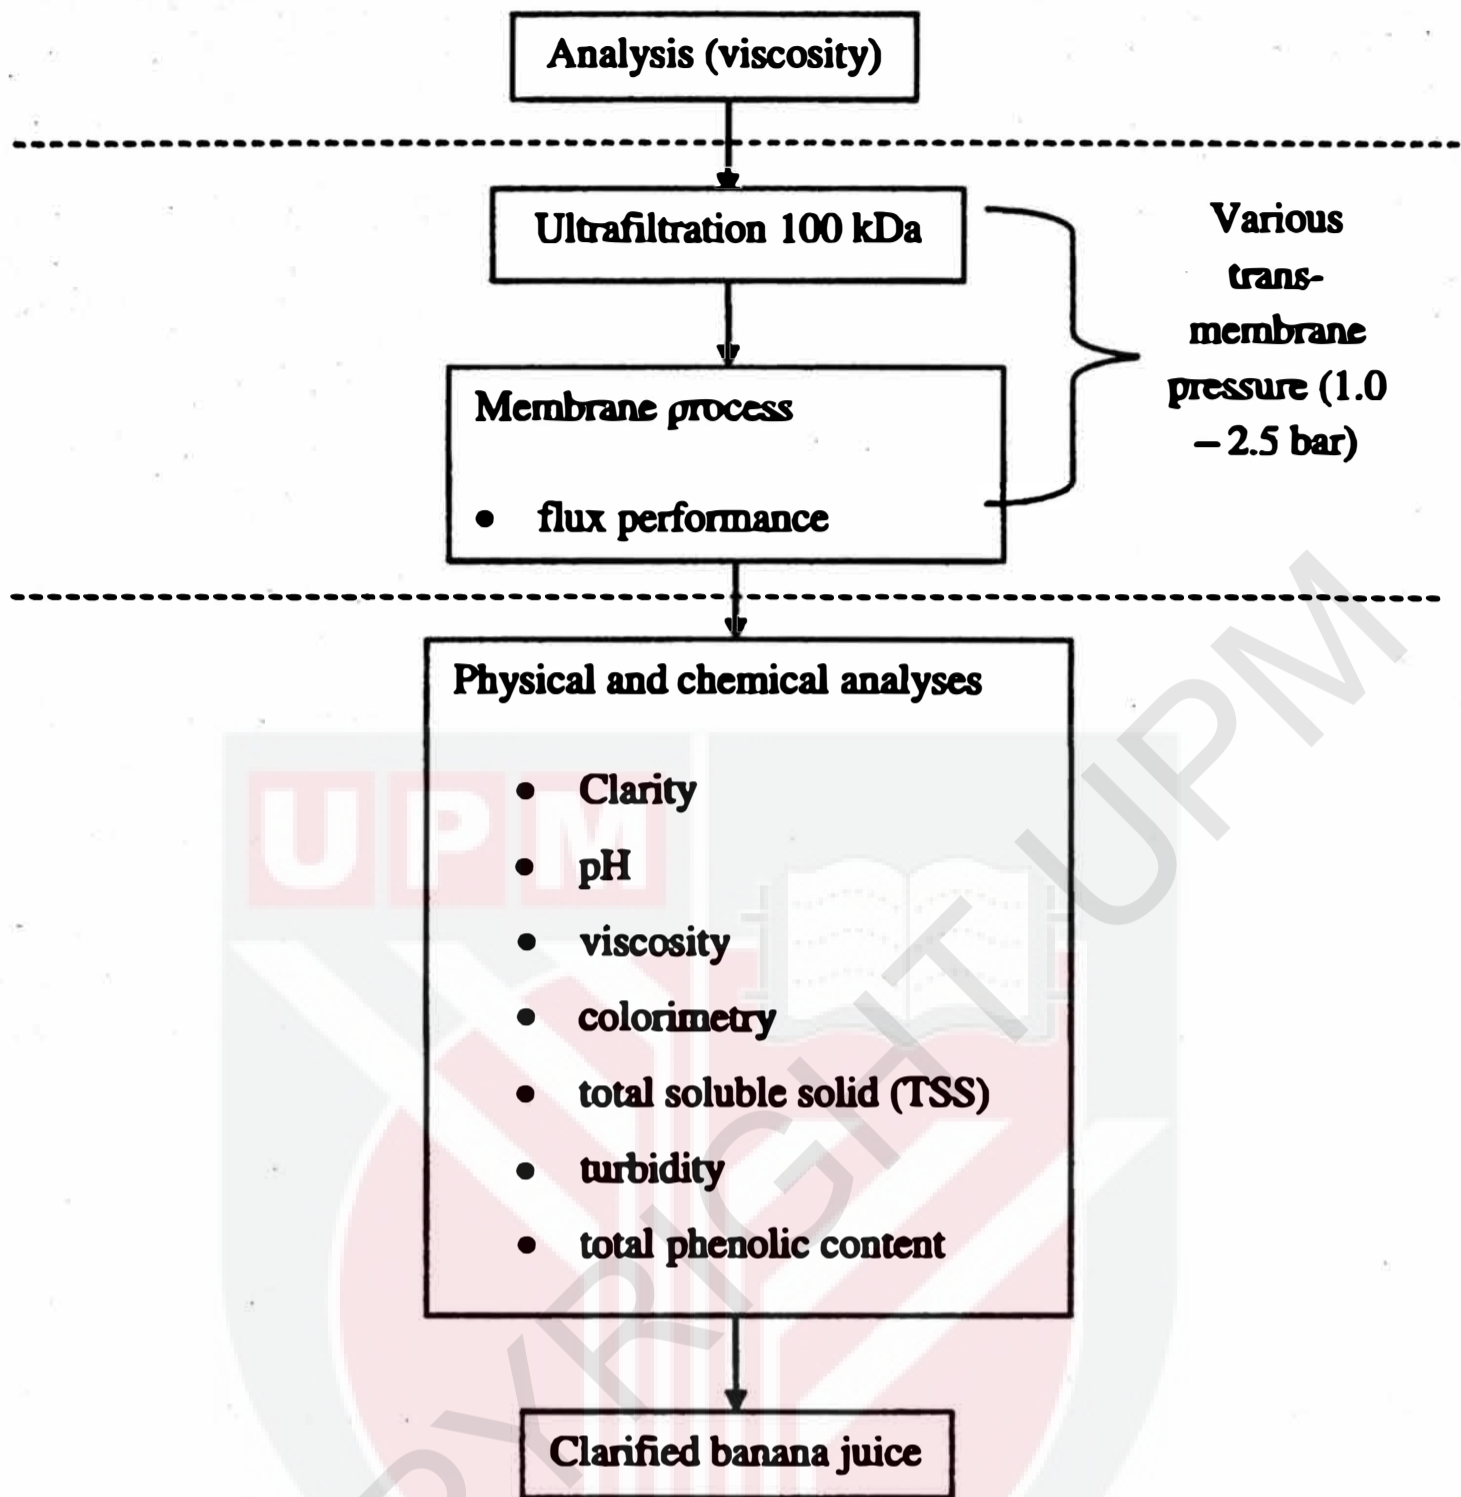 Analysis (viscosity)
Ultrafiltration 100 kDa
Various
trans-
membrane
pressure (1.0
– 2.5 bar)
Membrane process
• flux performance
Physical and chemical analyses
• Clarity
• pH
• viscosity
• colorimetry
• total soluble solid (TSS)
• turbidity
• total phenolic content
Clarified banana juice
UPM
PYRIGHT UPM